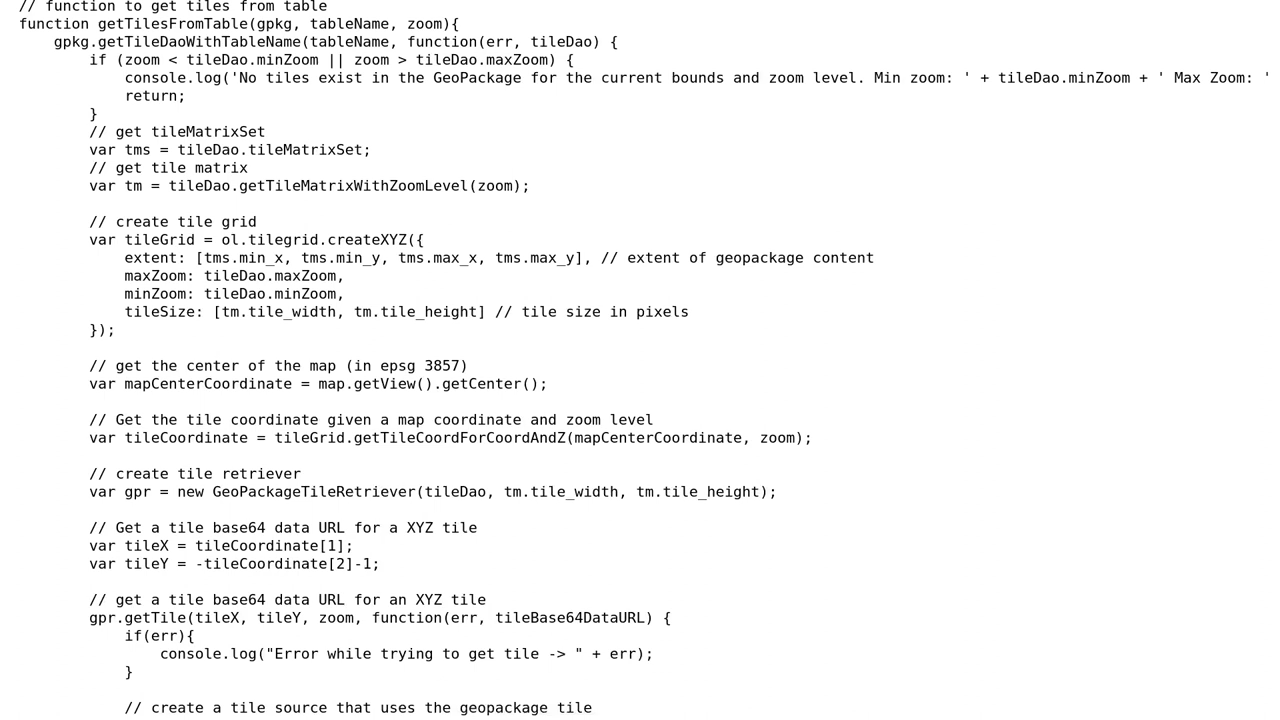 // function to get tiles from table
function getTilesFromTable(gpkg, tableName, zoom){
gpkg.getTileDaoWithTableName(tableName, function(err, tileDao) {
if (zoom < tileDao.minZoom || zoom > tileDao.maxZoom) {
console.log('No tiles exist in the GeoPackage for the current bounds and zoom level. Min zoom: ' + tileDao.minZoom + ' Max Zoom: '
return;
}
// get tileMatrixSet
var tms = tileDao.tileMatrixSet;
// get tile matrix
var tm = tileDao.getTileMatrixWithZoomLevel(zoom);
// create tile grid
var tileGrid = ol.tilegrid.createXYZ({
extent: [tms.min_x, tms.min_y, tms.max_x, tms.max_y], // extent of geopackage content
maxZoom: tileDao.maxZoom,
minZoom: tileDao.minZoom,
tileSize: [tm.tile_width, tm.tile_height] // tile size in pixels
});
// get the center of the map (in epsg 3857)
var mapCenterCoordinate = map.getView().getCenter();
// Get the tile coordinate given a map coordinate and zoom level
var tileCoordinate = tileGrid.getTileCoordForCoordAndZ(mapCenterCoordinate, zoom);
// create tile retriever
var gpr = new GeoPackageTileRetriever(tileDao, tm.tile_width, tm.tile_height);
// Get a tile base64 data URL for a XYZ tile
var tileX = tileCoordinate[1];
var tileY = -tileCoordinate[2]-1;
// get a tile base64 data URL for an XYZ tile
gpr.getTile(tileX, tileY, zoom, function(err, tileBase64DataURL) {
if(err){
console.log("Error while trying to get tile -> " + err);
}
// create a tile source that uses the geopackage tile